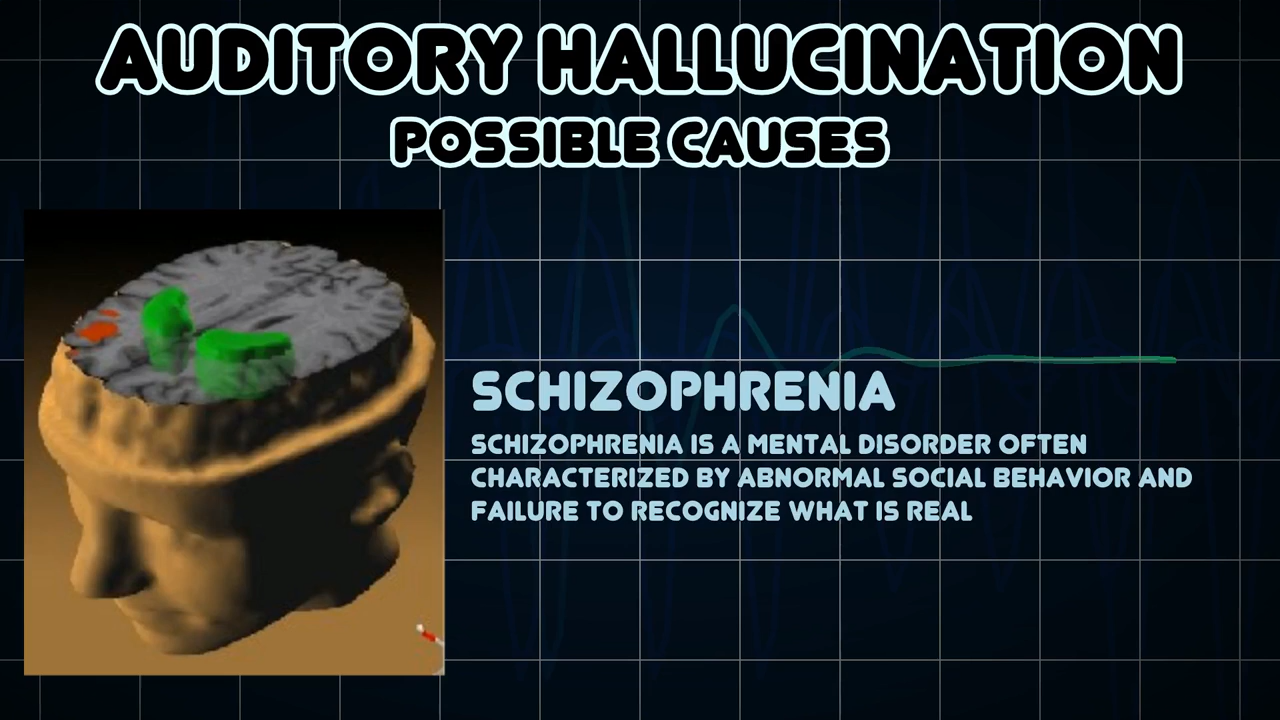 AUDITORY HALLUCINATION
POSSIBLE CAUSES
SCHIZOPHRENIA
SCHIZOPHRENIA IS A MENTAL DISORDER OFTEN
CHARACTERIZED BY ABNORMAL SOCIAL BEHAVIOR AND
FAILURE TO RECOGNIZE WHAT IS REAL